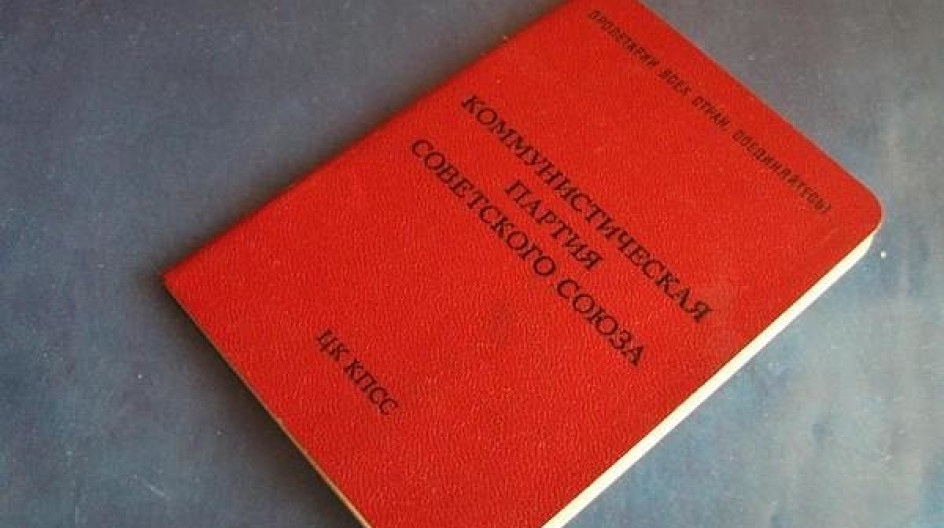 ПРОЛЕТАРИИ ВСЕХ СТРАН, СОЕДИНЯЙТЕСЬ!
КОММУНИСТИЧЕСКАЯ
ПАРТИЯ
СОВЕТСКОГО СОЮЗА
ЦК КПСС